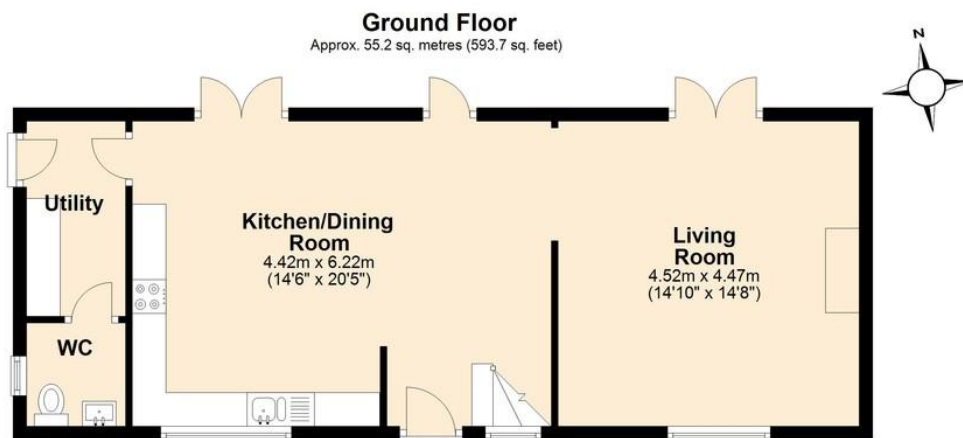 Ground Floor
Approx. 55.2 sq. metres (593.7 sq. feet)
N
Utility
Kitchen/Dining
Room
4.42m x 6.22m
(14'6" x 20'5")
Living
Room
4.52m x 4.47m
(14'10" x 14'8")
WC